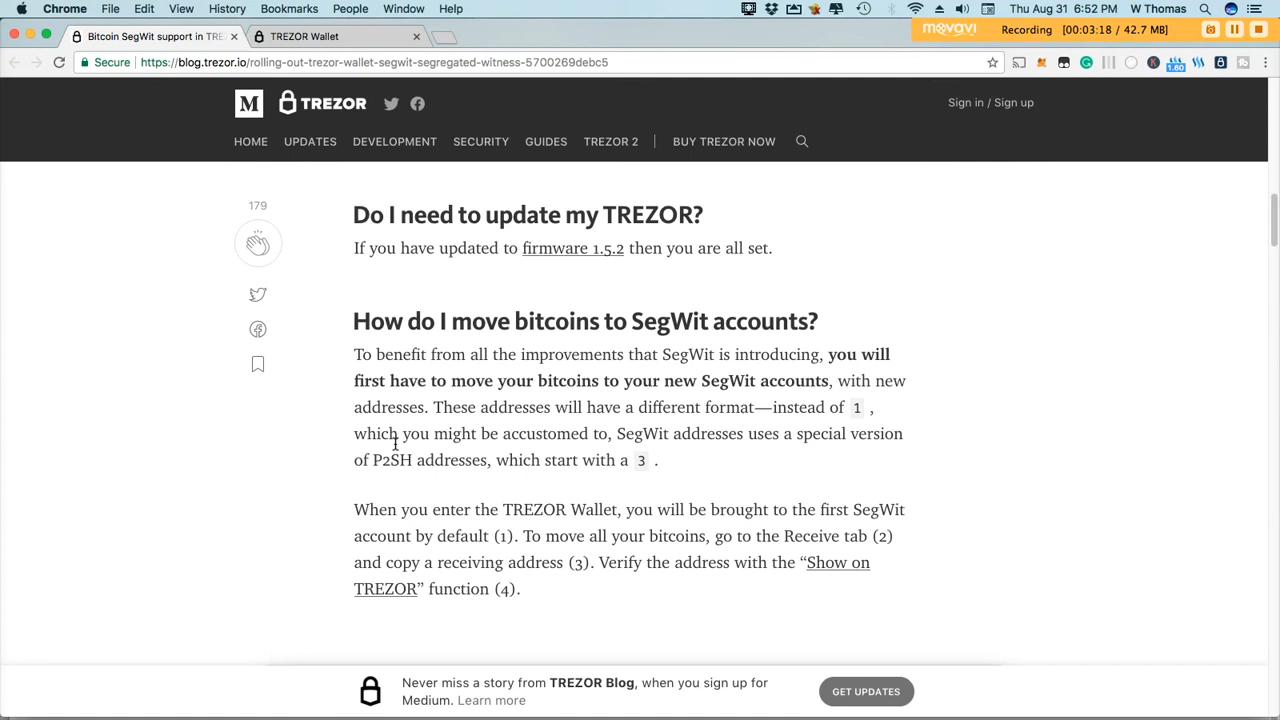 Chrome File Edit View History Bookmarks People Window Help Thu Aug 31 6:52 PM W Thomas
Bitcoin SegWit support in TRE × TREZOR Wallet ×
movavi Recording [00:03:18 / 42.7 MB]
Secure https://blog.trezor.io/rolling-out-trezor-wallet-segwit-segregated-witness-5700269debc5
1.60
M TREZOR Sign in / Sign up
HOME UPDATES DEVELOPMENT SECURITY GUIDES TREZOR 2 BUY TREZOR NOW
179
Do I need to update my TREZOR?
If you have updated to firmware 1.5.2 then you are all set.
How do I move bitcoins to SegWit accounts?
To benefit from all the improvements that SegWit is introducing, you will
first have to move your bitcoins to your new SegWit accounts, with new
addresses. These addresses will have a different format—instead of 1 ,
which you might be accustomed to, SegWit addresses uses a special version
of P2SH addresses, which start with a 3 .
When you enter the TREZOR Wallet, you will be brought to the first SegWit
account by default (1). To move all your bitcoins, go to the Receive tab (2)
and copy a receiving address (3). Verify the address with the “Show on
TREZOR” function (4).
Never miss a story from TREZOR Blog, when you sign up for
Medium. Learn more
GET UPDATES